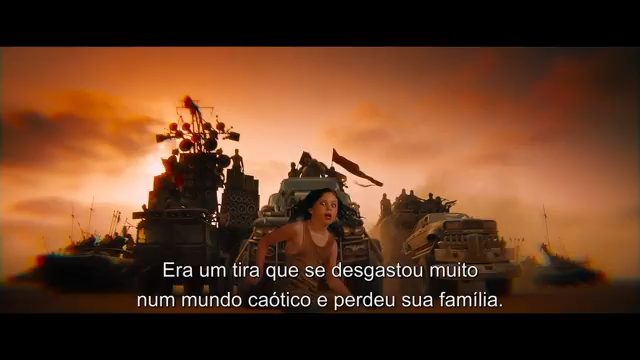 Era um tira que se desgastou muito
num mundo caótico e perdeu sua família.